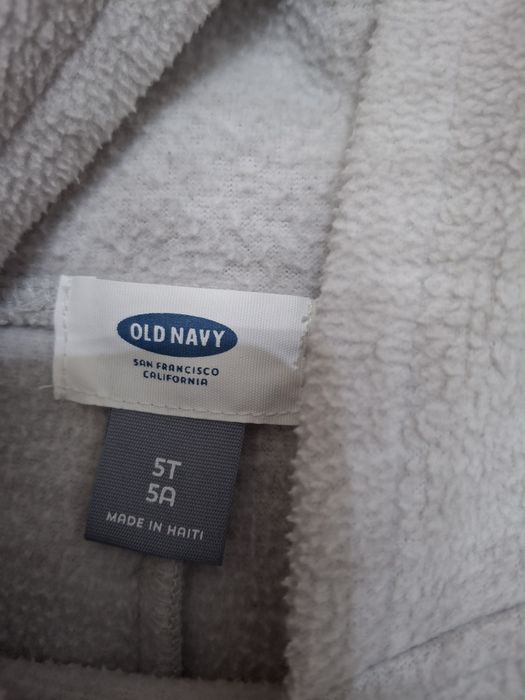 OLD NAVY
SAN FRANCISCO
CALIFORNIA
5T
5A
MADE IN HAITI